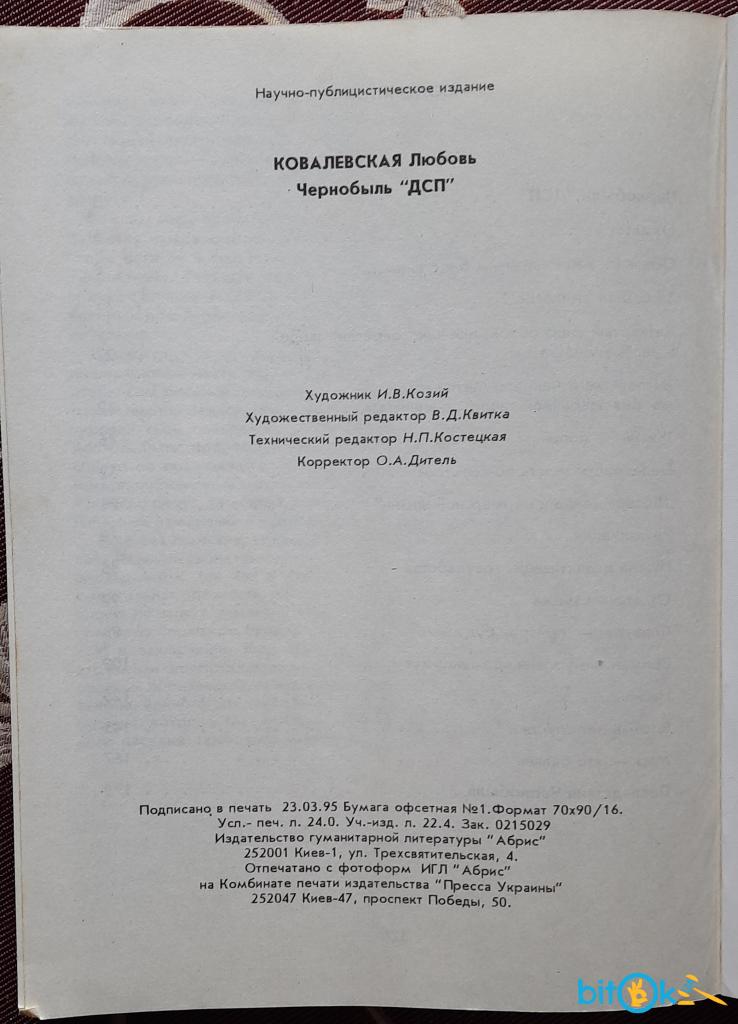 Научно-публицистическое издание
КОВАЛЕВСКАЯ Любовь
Чернобыль "ДСП"
Художник И.В.Козий
Художественный редактор В.Д.Квитка
Технический редактор Н.П.Костецкая
Корректор О.А.Дитель
Подписано в печать 23.03.95 Бумага офсетная №1.Формат 70x90/16.
Усл.- печ. л. 24.0. Уч.-изд. л. 22.4. Зак. 0215029
Издательство гуманитарной литературы "Абрис"
252001 Киев-1, ул. Трехсвятительская, 4.
Отпечатано с фотоформ ИГЛ "Абрис"
на Комбинате печати издательства "Пресса Украины"
252047 Киев-47, проспект Победы, 50.
bitok